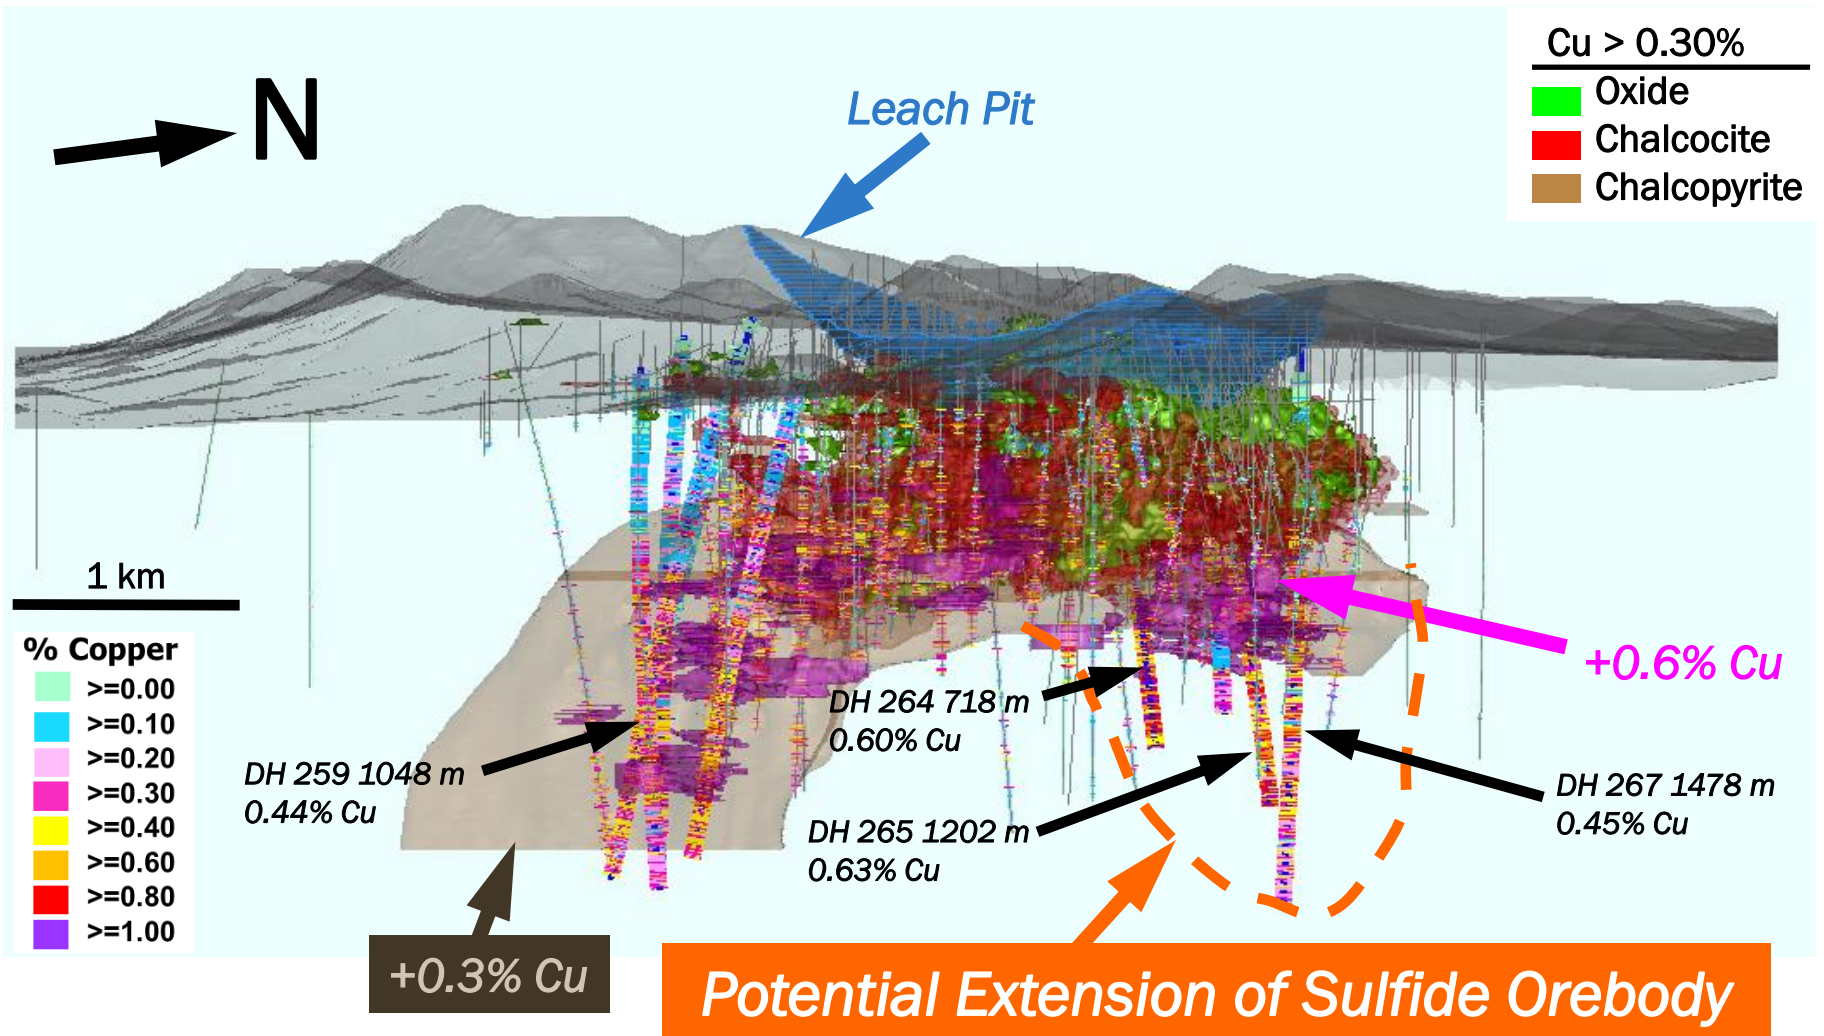 N
Leach Pit
Cu > 0.30%
Oxide
Chalcocite
Chalcopyrite
1 km
% Copper
>=0.00
>=0.10
>=0.20
>=0.30
>=0.40
>=0.60
>=0.80
>=1.00
DH 259 1048 m
0.44% Cu
DH 264 718 m
0.60% Cu
DH 265 1202 m
0.63% Cu
+0.6% Cu
DH 267 1478 m
0.45% Cu
+0.3% Cu
Potential Extension of Sulfide Orebody